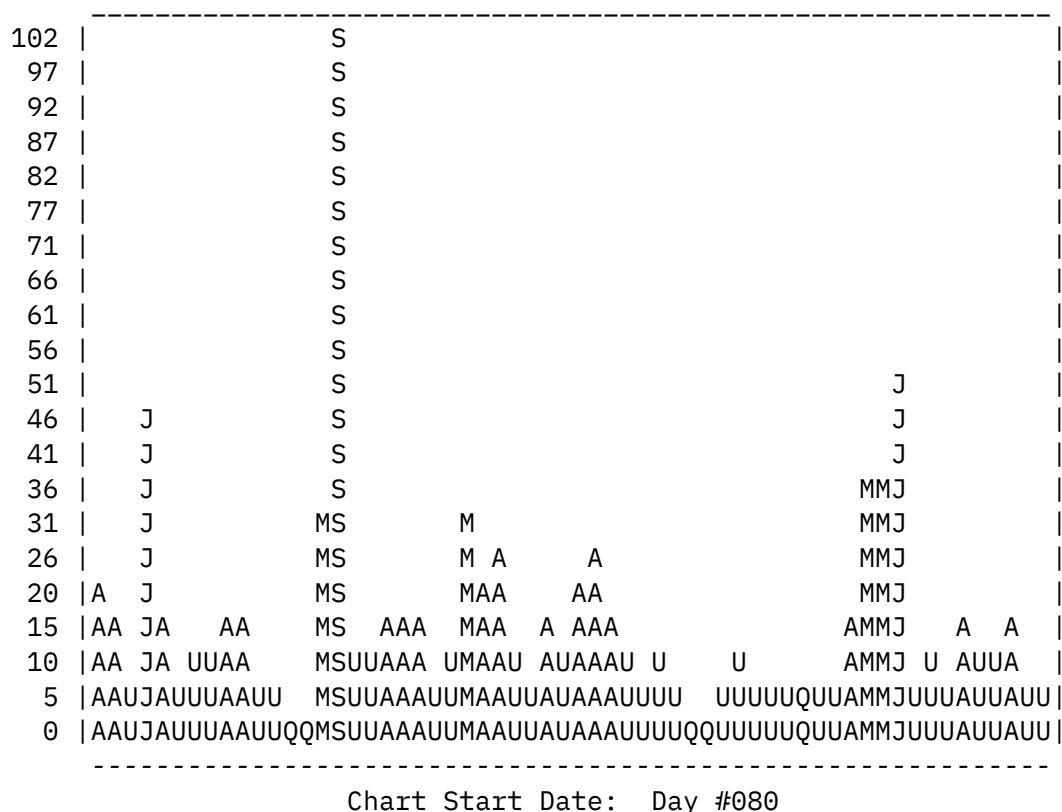 ____________________________________________________________
102 |               S                                            |
 97 |               S                                            |
 92 |               S                                            |
 87 |               S                                            |
 82 |               S                                            |
 77 |               S                                            |
 71 |               S                                            |
 66 |               S                                            |
 61 |               S                                            |
 56 |               S                                            |
 51 |               S                                  J         |
 46 |   J           S                                  J         |
 41 |   J           S                                  J         |
 36 |   J           S                                MMJ         |
 31 |   J          MS       M                        MMJ         |
 26 |   J          MS       M A     A                MMJ         |
 20 |A  J          MS       MAA    AA                MMJ         |
 15 |AA JA   AA    MS  AAA  MAA  A AAA              AMMJ   A  A  |
 10 |AA JA UUAA    MSUUAAA UMAAU AUAAAU U    U      AMMJ U AUUA  |
  5 |AAUJAUUUAAUU  MSUUAAAUUMAAUUAUAAAUUUU  UUUUUQUUAMMJUUUAUUAUU|
  0 |AAUJAUUUAAUUQQMSUUAAAUUMAAUUAUAAAUUUUQQUUUUUQUUAMMJUUUAUUAUU|
     ------------------------------------------------------------
                     Chart Start Date:  Day #080